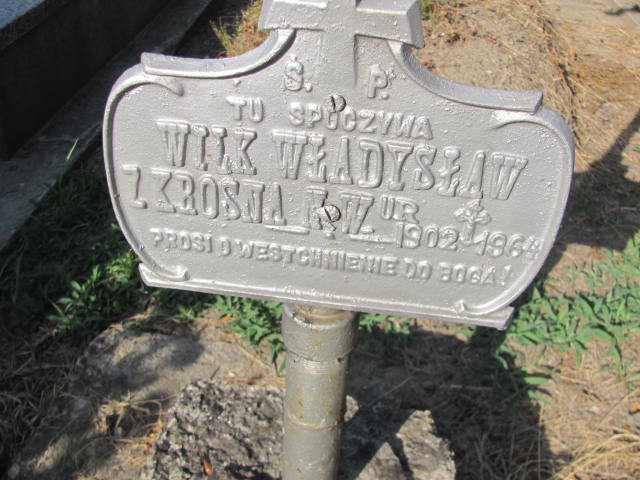 Ś. P.
TU SPOCZYWA
WILK WŁADYSŁAW
Z KROSNA N. W. UR 1902 1964
PROSI O WESTCHNIENIE DO BOGA!